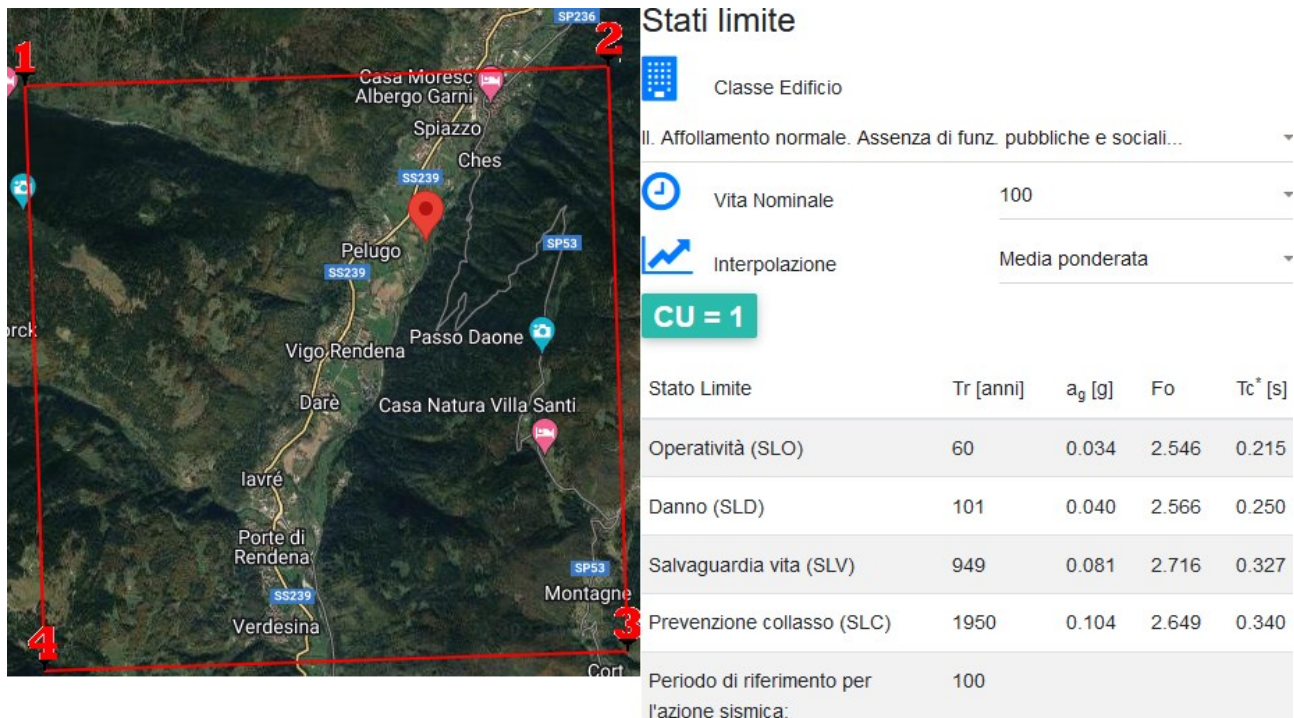 1
2
SP236
Casa Moresc
Albergo Garni
Spiazzo
Ches
SS239
Pelugo
SS239
SP53
Passo Daone
Vigo Rendena
Darè
Casa Natura Villa Santi
Iavré
Porte di
Rendena
SP53
SS239
Montagne
Verdesina
3
4
Cort
Stati limite
Classe Edificio
II. Affollamento normale. Assenza di funz. pubbliche e sociali...
Vita Nominale 100
Interpolazione Media ponderata
CU = 1
Stato Limite Tr [anni] ag [g] Fo Tc* [s]
Operatività (SLO) 60 0.034 2.546 0.215
Danno (SLD) 101 0.040 2.566 0.250
Salvaguardia vita (SLV) 949 0.081 2.716 0.327
Prevenzione collasso (SLC) 1950 0.104 2.649 0.340
Periodo di riferimento per 100
l'azione sismica: